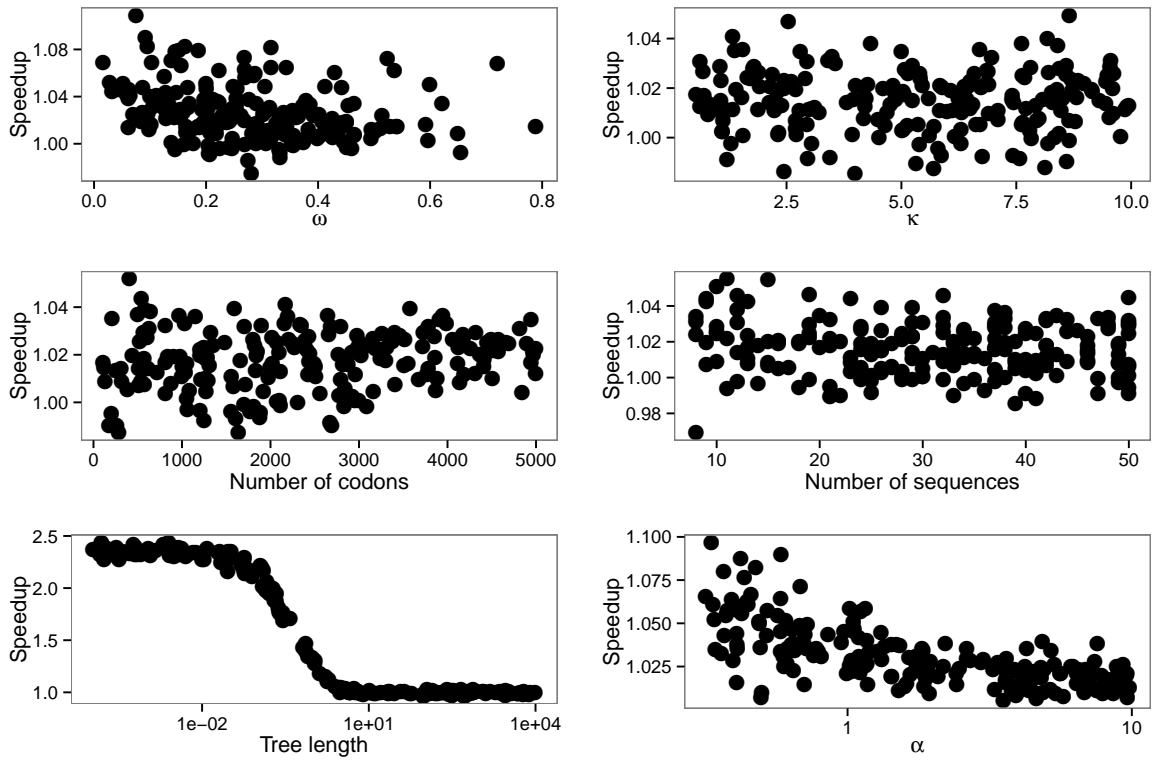 Speedup
1.08
1.04
1.00
0.0 0.2 0.4 0.6 0.8
ω
Speedup
1.04
1.02
1.00
2.5 5.0 7.5 10.0
κ
Speedup
1.04
1.02
1.00
0 1000 2000 3000 4000 5000
Number of codons
Speedup
1.04
1.02
1.00
0.98
10 20 30 40 50
Number of sequences
Speedup
2.5
2.0
1.5
1.0
1e−02 1e+01 1e+04
Tree length
Speedup
1.100
1.075
1.050
1.025
1 10
α